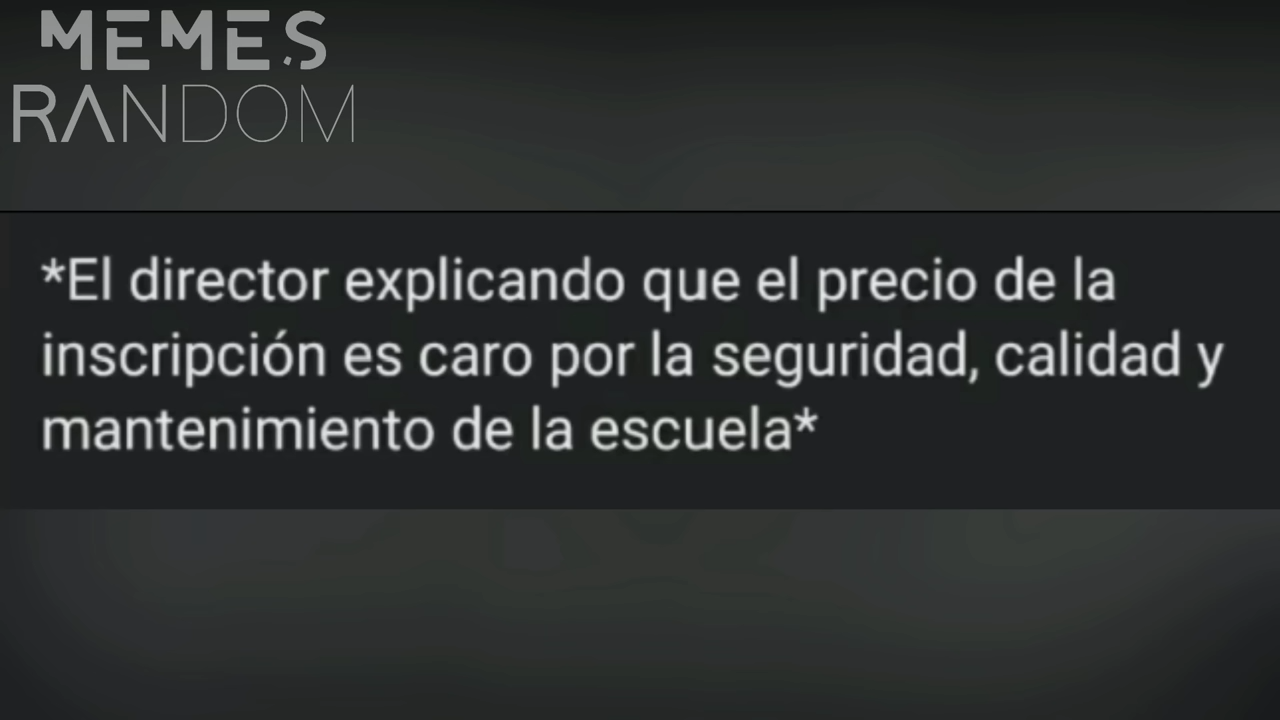 MEMES
RANDOM
*El director explicando que el precio de la
inscripción es caro por la seguridad, calidad y
mantenimiento de la escuela*